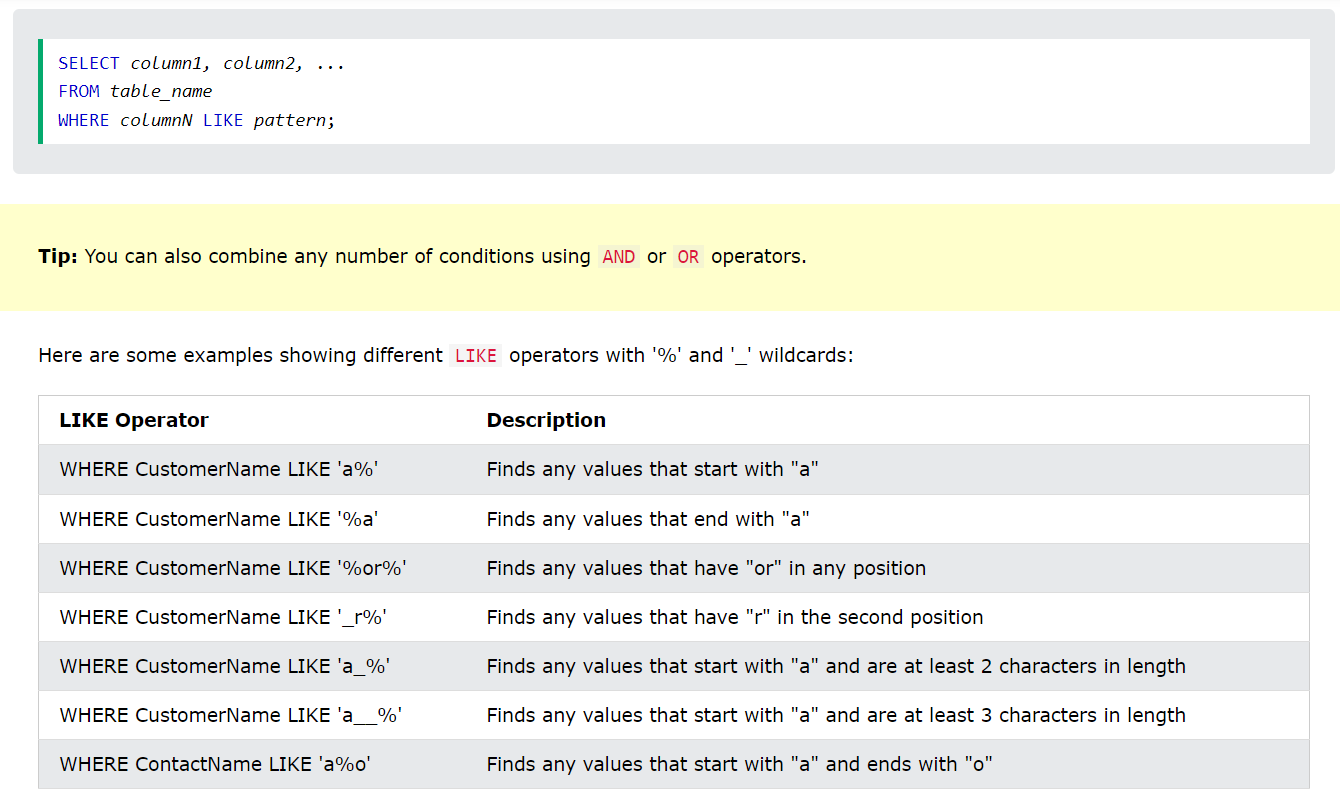 SELECT column1, column2, ...
FROM table_name
WHERE columnN LIKE pattern;
Tip: You can also combine any number of conditions using AND or OR operators.
Here are some examples showing different LIKE operators with '%' and '_' wildcards:
LIKE Operator Description
WHERE CustomerName LIKE 'a%' Finds any values that start with "a"
WHERE CustomerName LIKE '%a' Finds any values that end with "a"
WHERE CustomerName LIKE '%or%' Finds any values that have "or" in any position
WHERE CustomerName LIKE '_r%' Finds any values that have "r" in the second position
WHERE CustomerName LIKE 'a_%' Finds any values that start with "a" and are at least 2 characters in length
WHERE CustomerName LIKE 'a__%' Finds any values that start with "a" and are at least 3 characters in length
WHERE ContactName LIKE 'a%o' Finds any values that start with "a" and ends with "o"